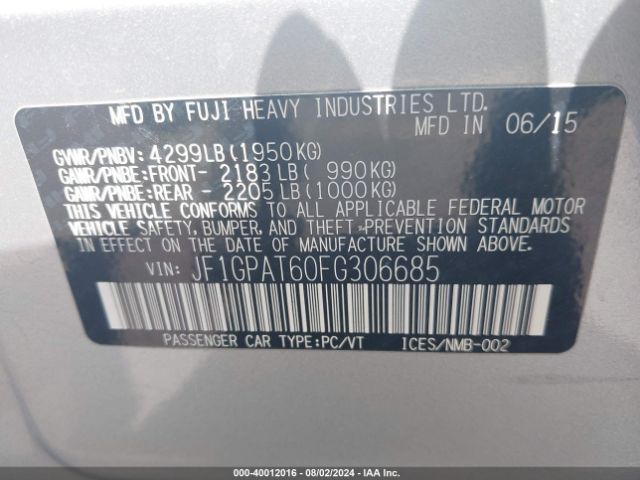 MFD BY FUJI HEAVY INDUSTRIES LTD.
MFD IN 06/15
GVWR/PNBV: 4299LB(1950KG)
GAWR/PNBE:FRONT- 2183LB( 990KG)
GAWR/PNBE:REAR - 2205LB(1000KG)
THIS VEHICLE CONFORMS TO ALL APPLICABLE FEDERAL MOTOR
VEHICLE SAFETY, BUMPER, AND THEFT PREVENTION STANDARDS
IN EFFECT ON THE DATE OF MANUFACTURE SHOWN ABOVE.
VIN: JF1GPAT60FG306685
PASSENGER CAR TYPE:PC/VT ICES/NMB-002
000-40012016 - 08/02/2024 - IAAI.COM